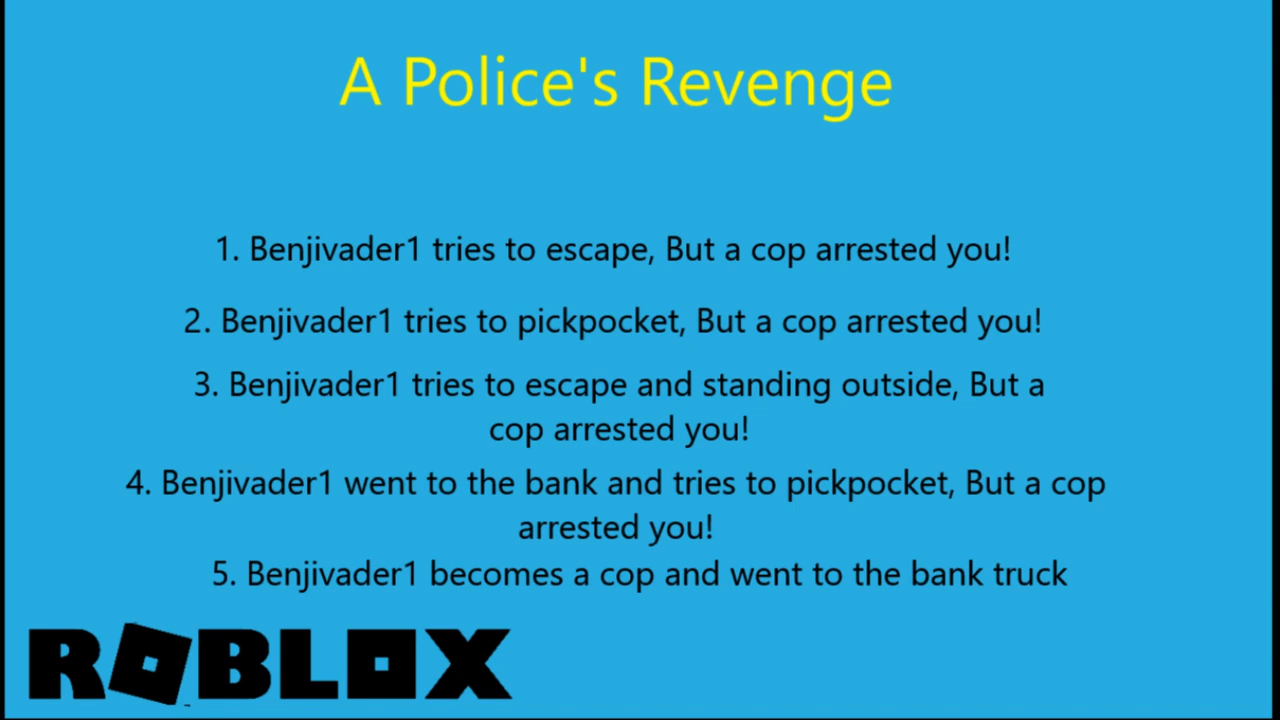 A Police's Revenge
1. Benjivader1 tries to escape, But a cop arrested you!
2. Benjivader1 tries to pickpocket, But a cop arrested you!
3. Benjivader1 tries to escape and standing outside, But a
cop arrested you!
4. Benjivader1 went to the bank and tries to pickpocket, But a cop
arrested you!
5. Benjivader1 becomes a cop and went to the bank truck
ROBLOX